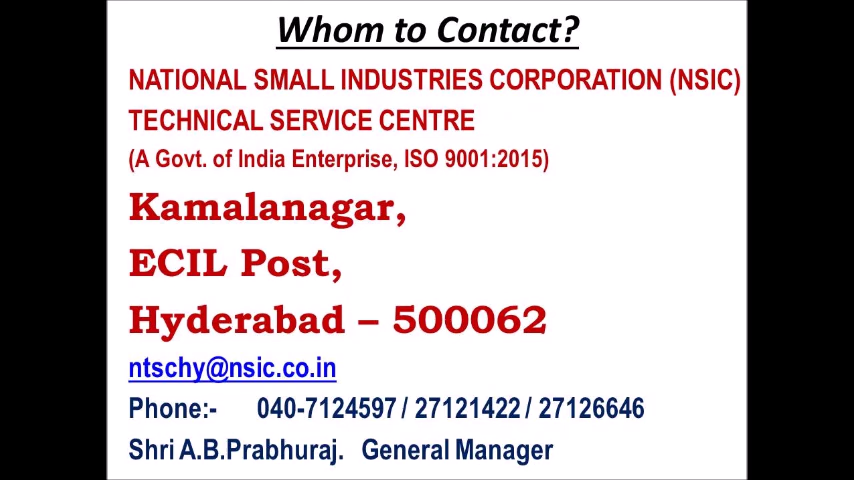 Whom to Contact?
NATIONAL SMALL INDUSTRIES CORPORATION (NSIC)
TECHNICAL SERVICE CENTRE
(A Govt. of India Enterprise, ISO 9001:2015)
Kamalanagar,
ECIL Post,
Hyderabad – 500062
ntschy@nsic.co.in
Phone:- 040-7124597 / 27121422 / 27126646
Shri A.B.Prabhuraj. General Manager